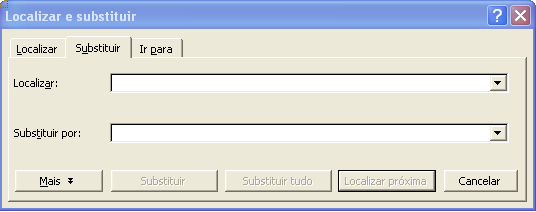 Localizar e substituir
Localizar Substituir Ir para
Localizar:
Substituir por:
Mais Substituir Substituir tudo Localizar próxima Cancelar